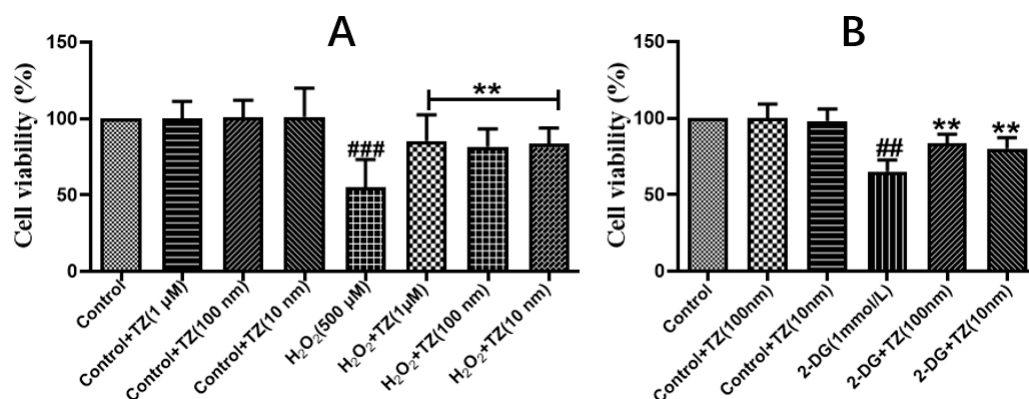 A
Cell viability (%)
150
100
50
0
###
**
Control
Control+TZ(1 μM)
Control+TZ(100 nm)
Control+TZ(10 nm)
H₂O₂(500 μM)
H₂O₂+TZ(1μM)
H₂O₂+TZ(100 nm)
H₂O₂+TZ(10 nm)
B
Cell viability (%)
150
100
50
0
##
**
**
Control
Control+TZ(100nm)
Control+TZ(10nm)
2-DG(1mmol/L)
2-DG+TZ(100nm)
2-DG+TZ(10nm)